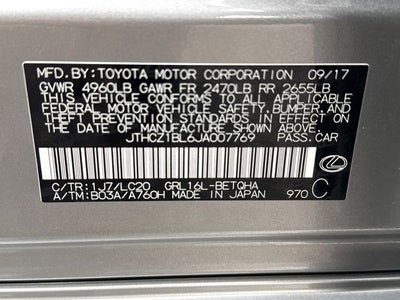 MFD.BY:TOYOTA MOTOR CORPORATION 09/17
GVWR 4960LB GAWR FR 2470LB RR 2655LB
THIS VEHICLE CONFORMS TO ALL APPLICABLE
FEDERAL MOTOR VEHICLE SAFETY,BUMPER,AND
THEFT PREVENTION STANDARDS IN EFFECT ON
THE DATE OF MANUFACTURE SHOWN ABOVE.
JTHCZ1BL6JA007769 PASS.CAR
C/TR:1J7/LC20 GRL16L-BETQHA
A/TM:B03A/A760H MADE IN JAPAN 970 C